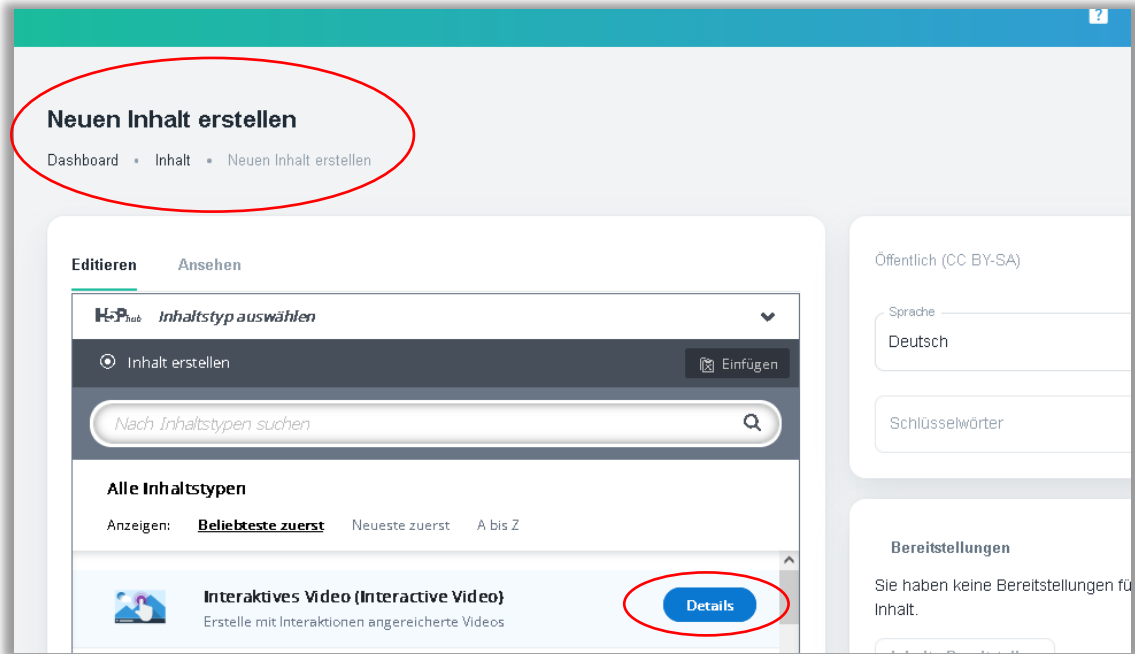 ?
Neuen Inhalt erstellen
Dashboard • Inhalt • Neuen Inhalt erstellen
Editieren Ansehen
H5P hub Inhaltstyp auswählen
Inhalt erstellen Einfügen
Nach Inhaltstypen suchen
Alle Inhaltstypen
Anzeigen: Beliebteste zuerst Neueste zuerst A bis Z
Interaktives Video (Interactive Video)
Erstelle mit Interaktionen angereicherte Videos
Details
Öffentlich (CC BY-SA)
Sprache
Deutsch
Schlüsselwörter
Bereitstellungen
Sie haben keine Bereitstellungen fü
Inhalt.